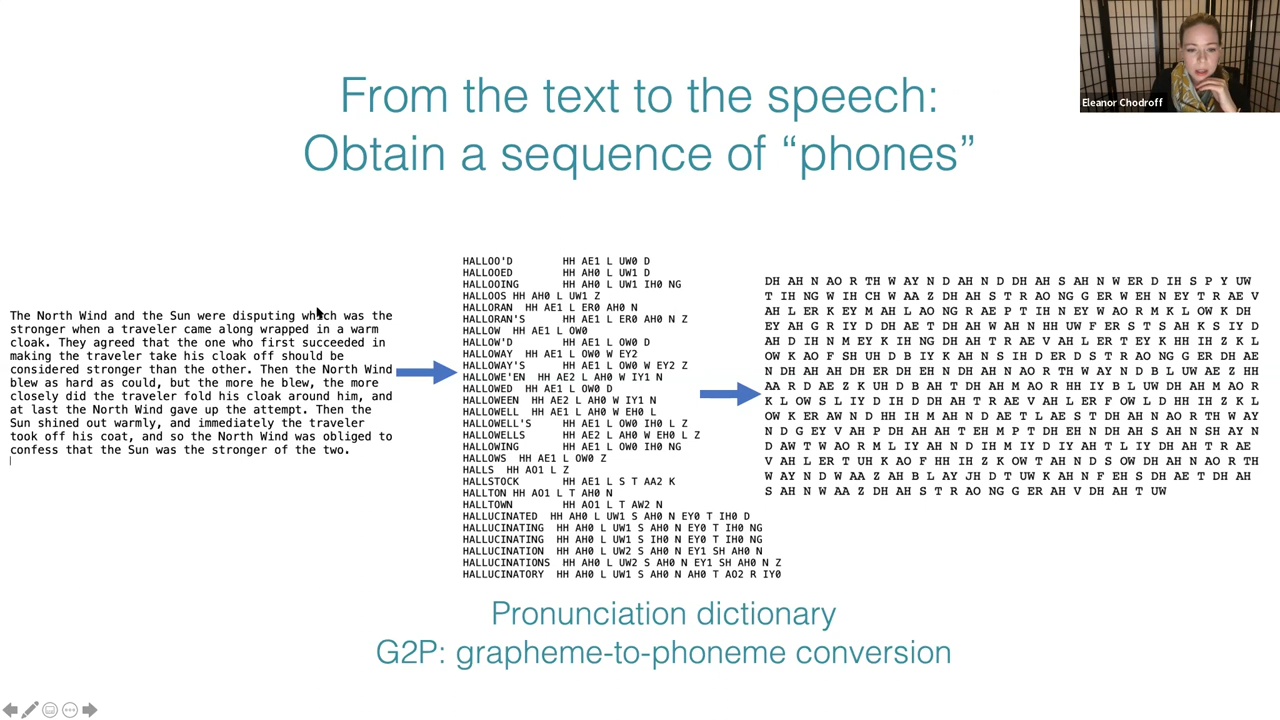 From the text to the speech:
Obtain a sequence of “phones”
Eleanor Chodroff
The North Wind and the Sun were disputing which was the
stronger when a traveler came along wrapped in a warm
cloak. They agreed that the one who first succeeded in
making the traveler take his cloak off should be
considered stronger than the other. Then the North Wind
blew as hard as could, but the more he blew, the more
closely did the traveler fold his cloak around him, and
at last the North Wind gave up the attempt. Then the
Sun shined out warmly, and immediately the traveler
took off his coat, and so the North Wind was obliged to
confess that the Sun was the stronger of the two.
HALLOO'D HH AE1 L UW0 D
HALLOOED HH AH0 L UW1 D
HALLOOING HH AH0 L UW1 IH0 NG
HALLOOS HH AH0 L UW1 Z
HALLORAN HH AE1 L ER0 AH0 N
HALLORAN'S HH AE1 L ER0 AH0 N Z
HALLOW HH AE1 L OW0
HALLOW'D HH AE1 L OW0 D
HALLOWAY HH AE1 L OW0 W EY2
HALLOWAY'S HH AE1 L OW0 W EY2 Z
HALLOWE'EN HH AE2 L AH0 W IY1 N
HALLOWED HH AE1 L OW0 D
HALLOWEEN HH AE2 L AH0 W IY1 N
HALLOWELL HH AE1 L OW0 W EH0 L
HALLOWELL'S HH AE1 L OW0 IH0 L Z
HALLOWELLS HH AE2 L AH0 W EH0 L Z
HALLOWING HH AE1 L OW0 IH0 NG
HALLOWS HH AE1 L OW0 Z
HALLS HH AO1 L Z
HALLSTOCK HH AE1 L S T AA2 K
HALLTON HH AO1 L T AH0 N
HALLTOWN HH AO1 L T AW2 N
HALLUCINATED HH AH0 L UW1 S AH0 N EY0 T IH0 D
HALLUCINATING HH AH0 L UW1 S AH0 N EY0 T IH0 NG
HALLUCINATING HH AH0 L UW1 S IH0 N EY0 T IH0 NG
HALLUCINATION HH AH0 L UW2 S AH0 N EY1 SH AH0 N
HALLUCINATIONS HH AH0 L UW2 S AH0 N EY1 SH AH0 N Z
HALLUCINATORY HH AH0 L UW1 S AH0 N AH0 T AO2 R IY0
DH AH N AO R TH W AY N D AH N D DH AH S AH N W ER D IH S P Y UW
T IH NG W IH CH W AA Z DH AH S T R AO NG G ER W EH N EY T R AE V
AH L ER K EY M AH L AO NG R AE P T IH N EY W AO R M K L OW K DH
EY AH G R IY D DH AE T DH AH W AH N HH UW F ER S T S AH K S IY D
AH D IH N M EY K IH NG DH AH T R AE V AH L ER T EY K HH IH Z K L
OW K AO F SH UH D B IY K AH N S IH D ER D S T R AO NG G ER DH AE
N DH AH AH DH ER DH EH N DH AH N AO R TH W AY N D B L UW AE Z HH
AA R D AE Z K UH D B AH T DH AH M AO R HH IY B L UW DH AH M AO R
K L OW S L IY D IH D DH AH T R AE V AH L ER F OW L D HH IH Z K L
OW K ER AW N D HH IH M AH N D AE T L AE S T DH AH N AO R TH W AY
N D G EY V AH P DH AH AH T EH M P T DH EH N DH AH S AH N SH AY N
D AW T W AO R M L IY AH N D IH M IY D IY AH T L IY DH AH T R AE
V AH L ER T UH K AO F HH IH Z K OW T AH N D S OW DH AH N AO R TH
W AY N D W AA Z AH B L AY JH D T UW K AH N F EH S DH AE T DH AH
S AH N W AA Z DH AH S T R AO NG G ER AH V DH AH T UW
Pronunciation dictionary
G2P: grapheme-to-phoneme conversion